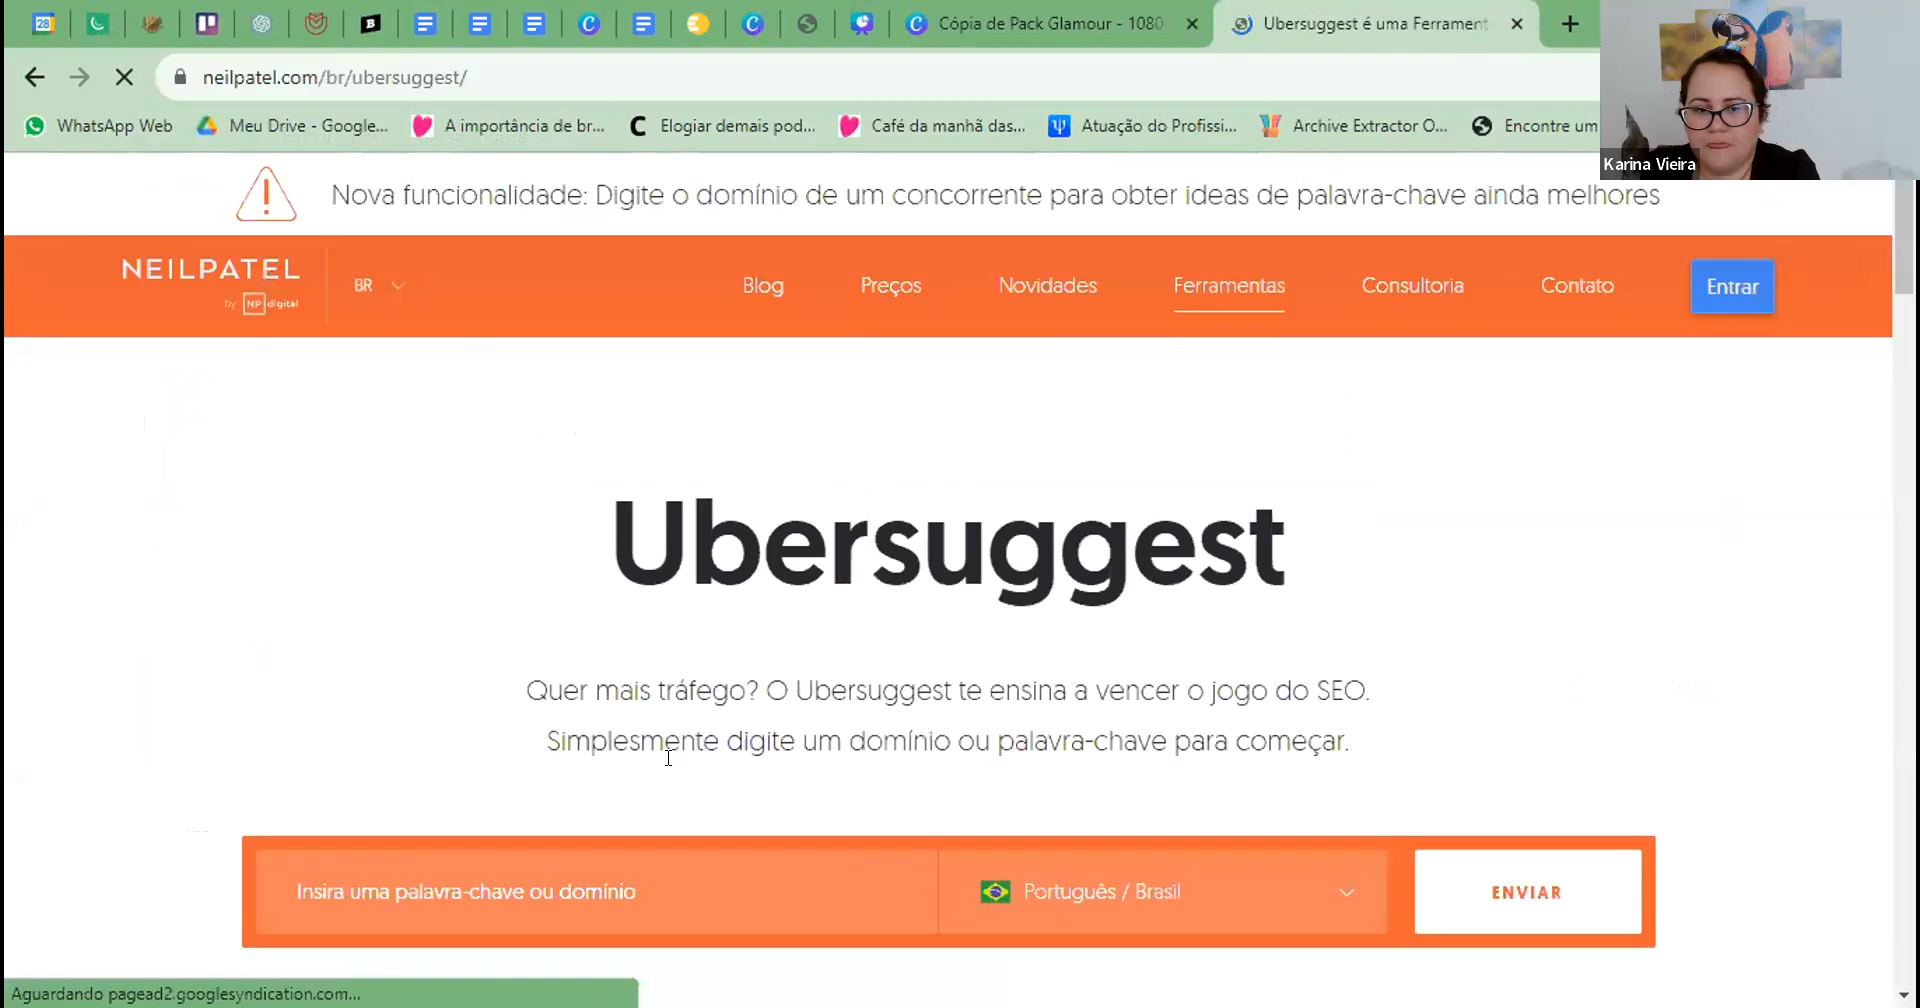 Cópia de Pack Glamour - 1080
Ubersuggest é uma Ferrament
neilpatel.com/br/ubersuggest/
WhatsApp Web
Meu Drive - Google...
A importância de br...
Elogiar demais pod...
Café da manhã das...
Atuação do Profissi...
Archive Extractor O...
Encontre um
Karina Vieira
Nova funcionalidade: Digite o domínio de um concorrente para obter ideas de palavra-chave ainda melhores
NEILPATEL
by NP digital
BR
Blog
Preços
Novidades
Ferramentas
Consultoria
Contato
Entrar
Ubersuggest
Quer mais tráfego? O Ubersuggest te ensina a vencer o jogo do SEO.
Simplesmente digite um domínio ou palavra-chave para começar.
Insira uma palavra-chave ou domínio
Português / Brasil
ENVIAR
Aguardando pagead2.googlesyndication.com...